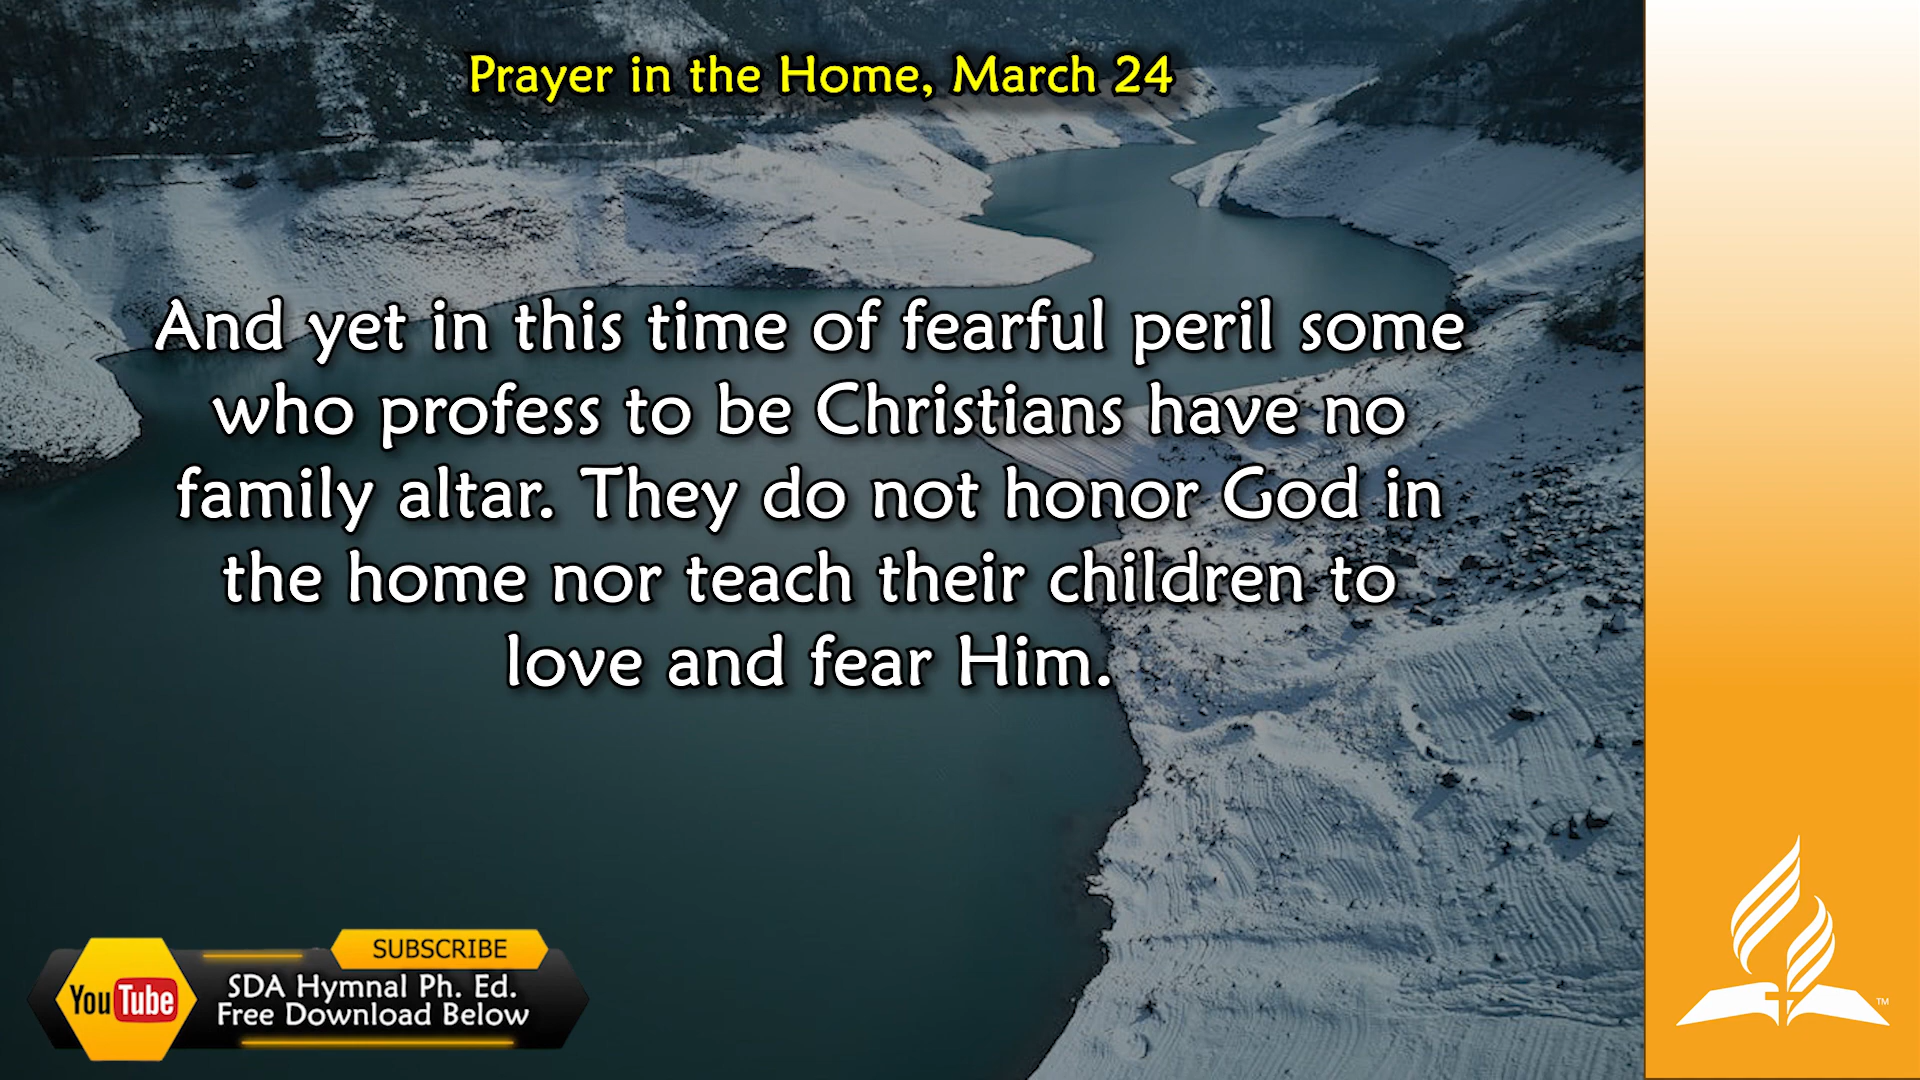 Prayer in the Home, March 24
And yet in this time of fearful peril some
who profess to be Christians have no
family altar. They do not honor God in
the home nor teach their children to
love and fear Him.
SUBSCRIBE
YouTube
SDA Hymnal Ph. Ed.
Free Download Below
TM